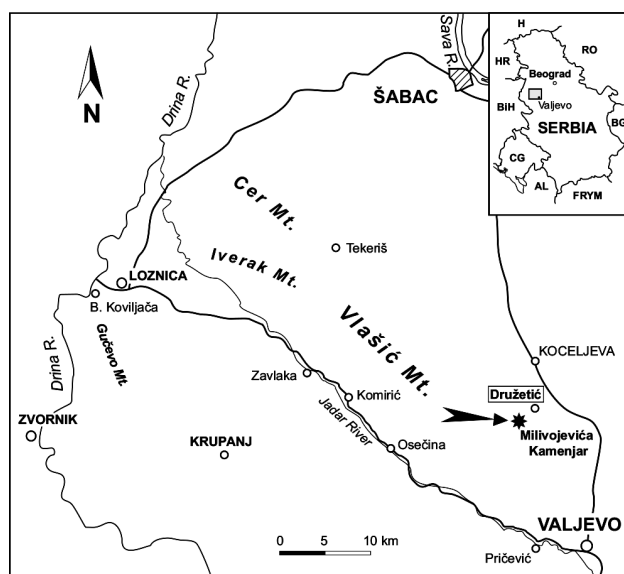 H
RO
HR
Beograd
BiH
Valjevo
SERBIA
BG
CG
AL
FRYM
N
Drina R.
Sava R.
ŠABAC
Cer Mt.
Tekeriš
Iverak Mt.
LOZNICA
B. Koviljača
Gučevo Mt.
Vlašić Mt.
KOCELJEVA
Drina R.
Zavlaka
Komirić
Družetić
Jadar River
Milivojevića
Kamenjar
ZVORNIK
KRUPANJ
Osečina
VALJEVO
0 5 10 km
Pričević